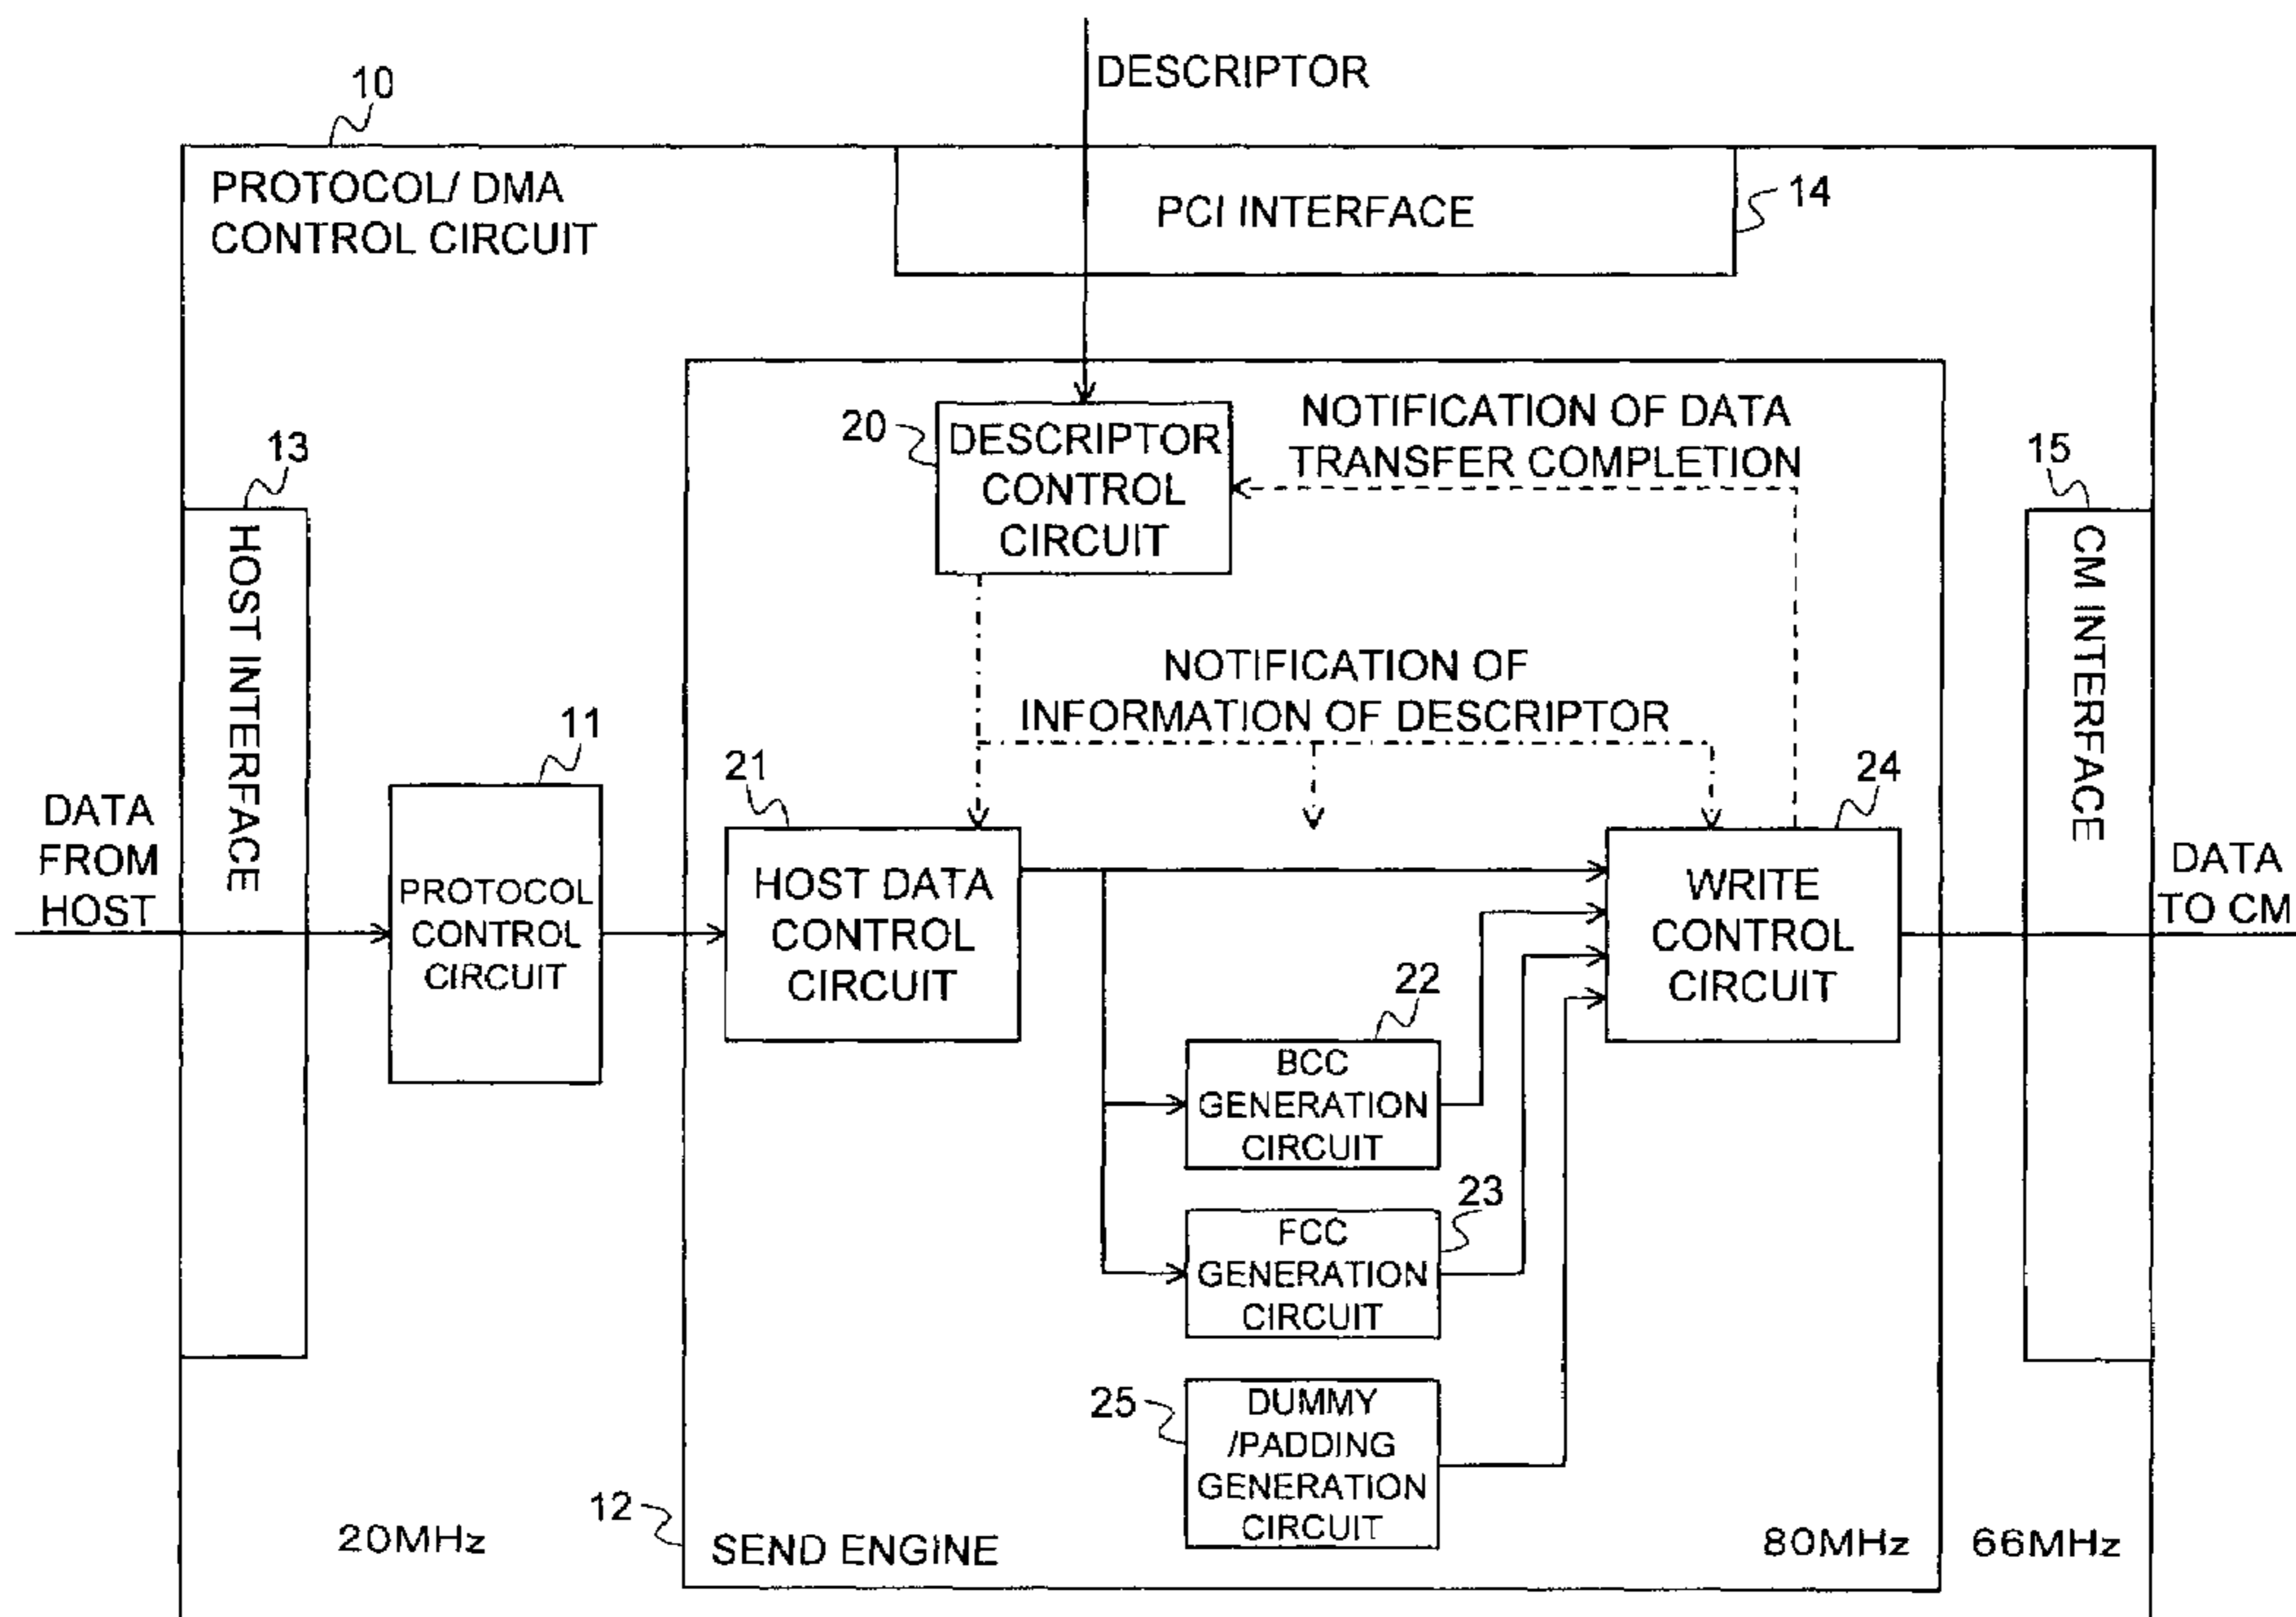 DESCRIPTOR
10
PROTOCOL/ DMA
CONTROL CIRCUIT
PCI INTERFACE
14
20
DESCRIPTOR
CONTROL
CIRCUIT
NOTIFICATION OF DATA
TRANSFER COMPLETION
13
HOST INTERFACE
15
CM INTERFACE
NOTIFICATION OF
INFORMATION OF DESCRIPTOR
11
21
24
DATA
FROM
HOST
PROTOCOL
CONTROL
CIRCUIT
HOST DATA
CONTROL
CIRCUIT
WRITE
CONTROL
CIRCUIT
DATA
TO CM
22
BCC
GENERATION
CIRCUIT
23
FCC
GENERATION
CIRCUIT
25
DUMMY
/PADDING
GENERATION
CIRCUIT
12
20MHz
SEND ENGINE
80MHz
66MHz